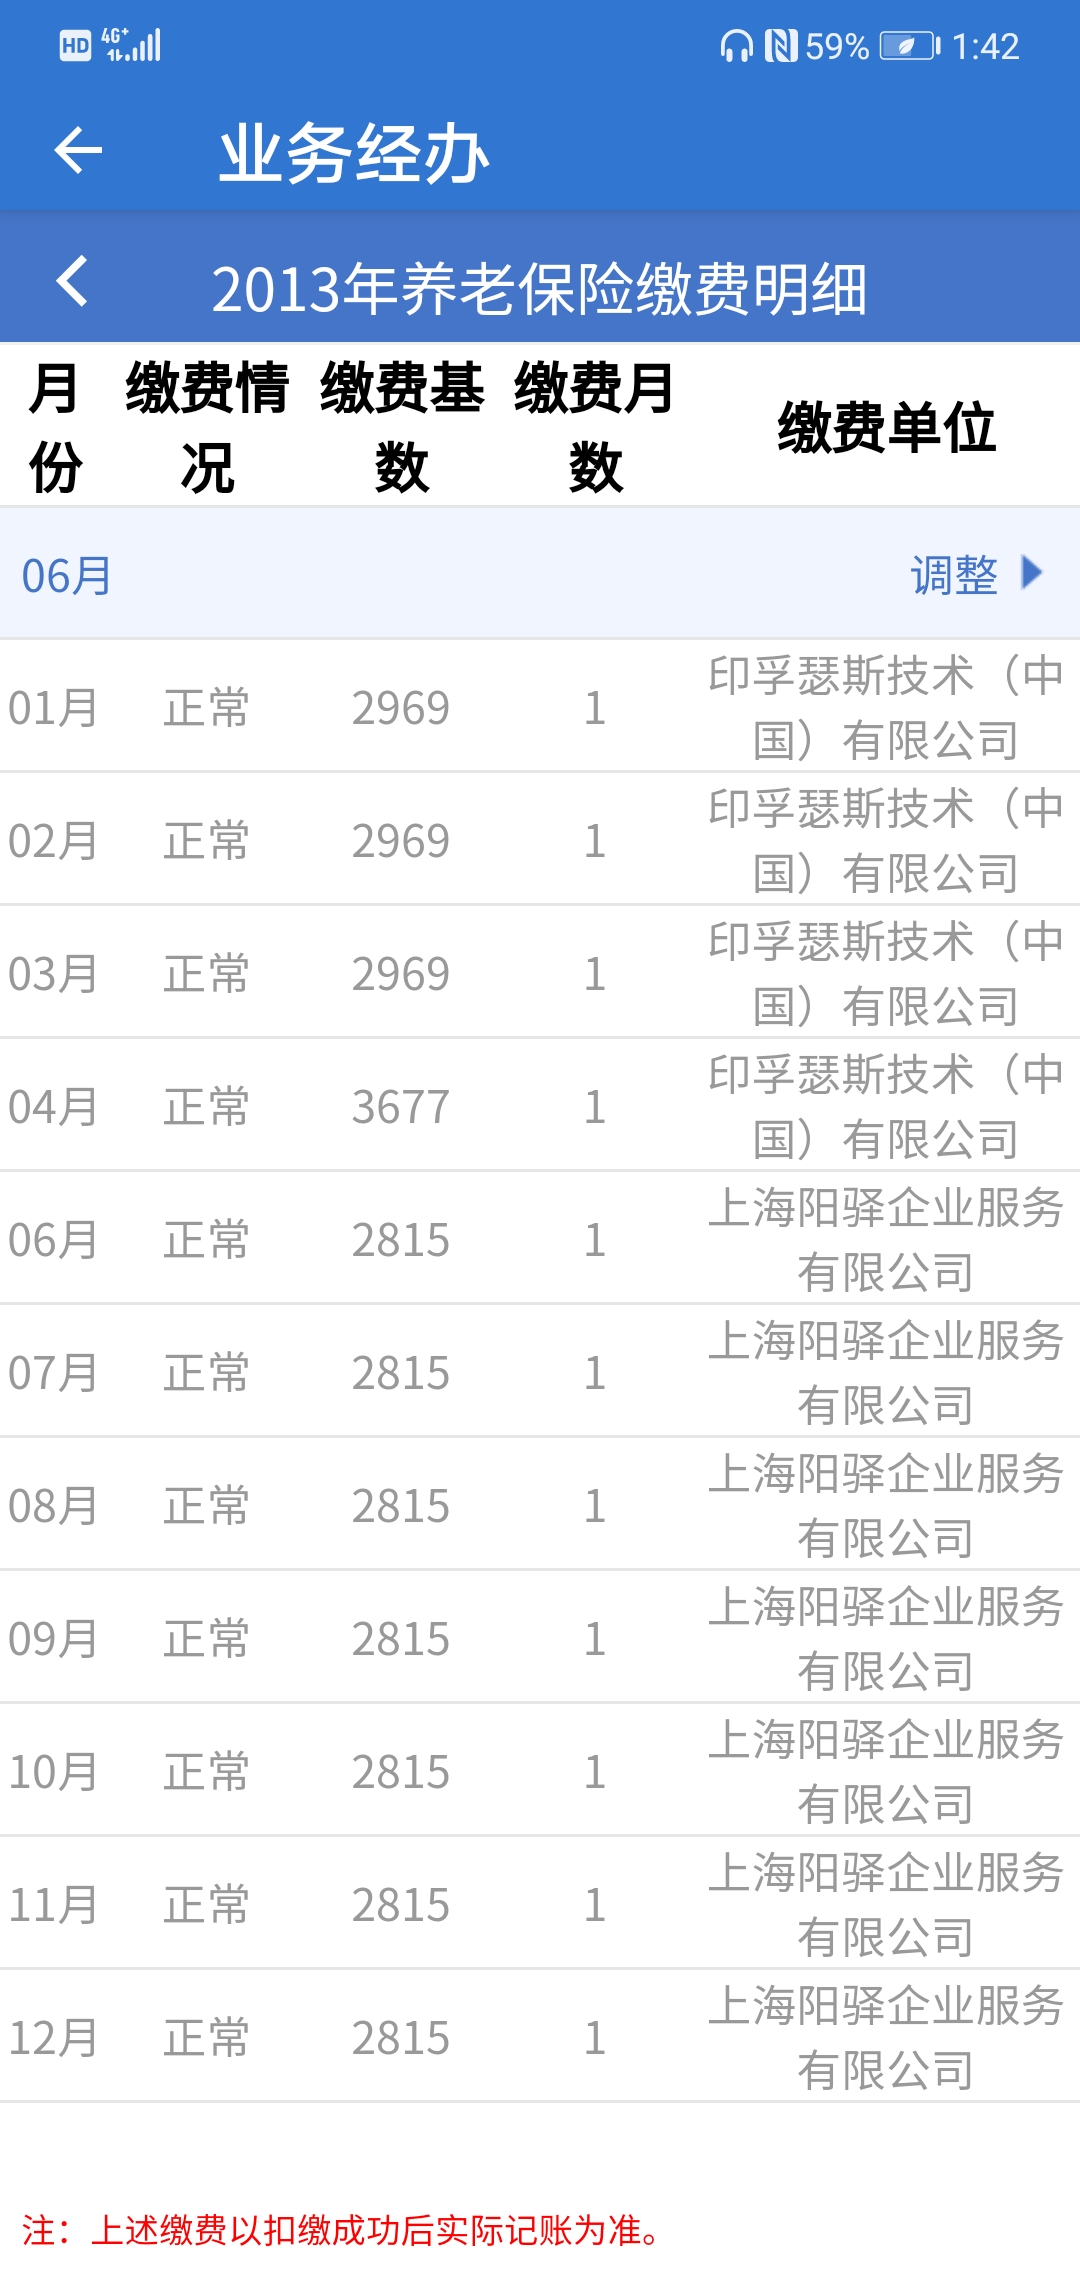 HD 4G+ 59% 1:42
业务经办
2013年养老保险缴费明细
月份 缴费情况 缴费基数 缴费月数 缴费单位
06月 调整
01月 正常 2969 1 印孚瑟斯技术（中国）有限公司
02月 正常 2969 1 印孚瑟斯技术（中国）有限公司
03月 正常 2969 1 印孚瑟斯技术（中国）有限公司
04月 正常 3677 1 印孚瑟斯技术（中国）有限公司
06月 正常 2815 1 上海阳驿企业服务有限公司
07月 正常 2815 1 上海阳驿企业服务有限公司
08月 正常 2815 1 上海阳驿企业服务有限公司
09月 正常 2815 1 上海阳驿企业服务有限公司
10月 正常 2815 1 上海阳驿企业服务有限公司
11月 正常 2815 1 上海阳驿企业服务有限公司
12月 正常 2815 1 上海阳驿企业服务有限公司
注：上述缴费以扣缴成功后实际记账为准。